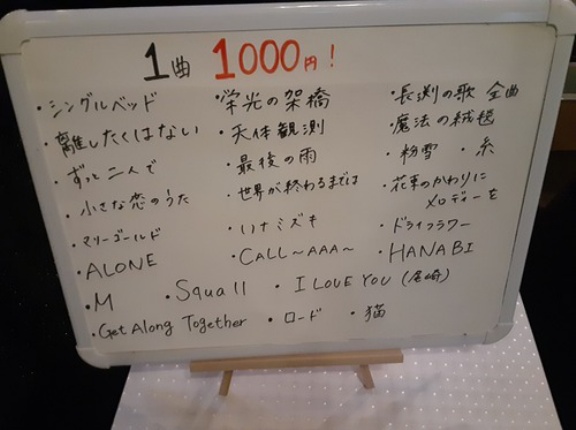 1曲 1000円!
・シングルベッド
・離したくはない
・ずっと二人で
・小さな恋のうた
・マリーゴールド
・ALONE
・M ・Squall ・I LOVE YOU (尾崎)
・Get Along Together ・ロード ・猫
・栄光の架橋
・天体観測
・最後の雨
・世界が終わるまでは
・ハナミズキ
・CALL~AAA~
・長渕の歌 全曲
魔法の絨毯
・粉雪 ・糸
・花束のかわりに
メロディーを
・ドライフラワー
・HANABI